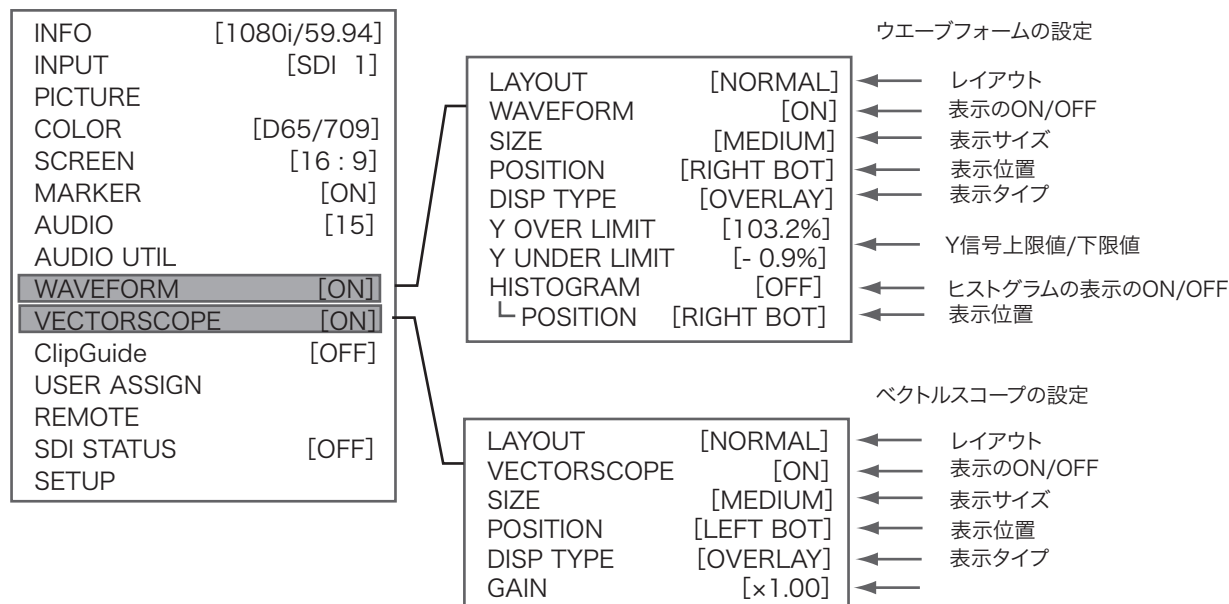 INFO [1080i/59.94]
INPUT [SDI 1]
PICTURE
COLOR [D65/709]
SCREEN [16 : 9]
MARKER [ON]
AUDIO [15]
AUDIO UTIL
WAVEFORM [ON]
VECTORSCOPE [ON]
ClipGuide [OFF]
USER ASSIGN
REMOTE
SDI STATUS [OFF]
SETUP
ウエーブフォームの設定
LAYOUT [NORMAL] レイアウト
WAVEFORM [ON] 表示のON/OFF
SIZE [MEDIUM] 表示サイズ
POSITION [RIGHT BOT] 表示位置
DISP TYPE [OVERLAY] 表示タイプ
Y OVER LIMIT [103.2%]
Y UNDER LIMIT [- 0.9%]
Y信号上限値/下限値
HISTOGRAM [OFF] ヒストグラムの表示のON/OFF
└ POSITION [RIGHT BOT] 表示位置
ベクトルスコープの設定
LAYOUT [NORMAL] レイアウト
VECTORSCOPE [ON] 表示のON/OFF
SIZE [MEDIUM] 表示サイズ
POSITION [LEFT BOT] 表示位置
DISP TYPE [OVERLAY] 表示タイプ
GAIN [×1.00]